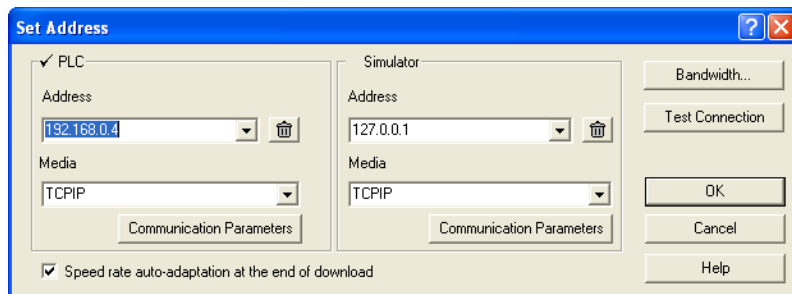 Set Address
PLC
Address
192.168.0.4
Media
TCPIP
Communication Parameters
Simulator
Address
127.0.0.1
Media
TCPIP
Communication Parameters
Speed rate auto-adaptation at the end of download
Bandwidth...
Test Connection
OK
Cancel
Help